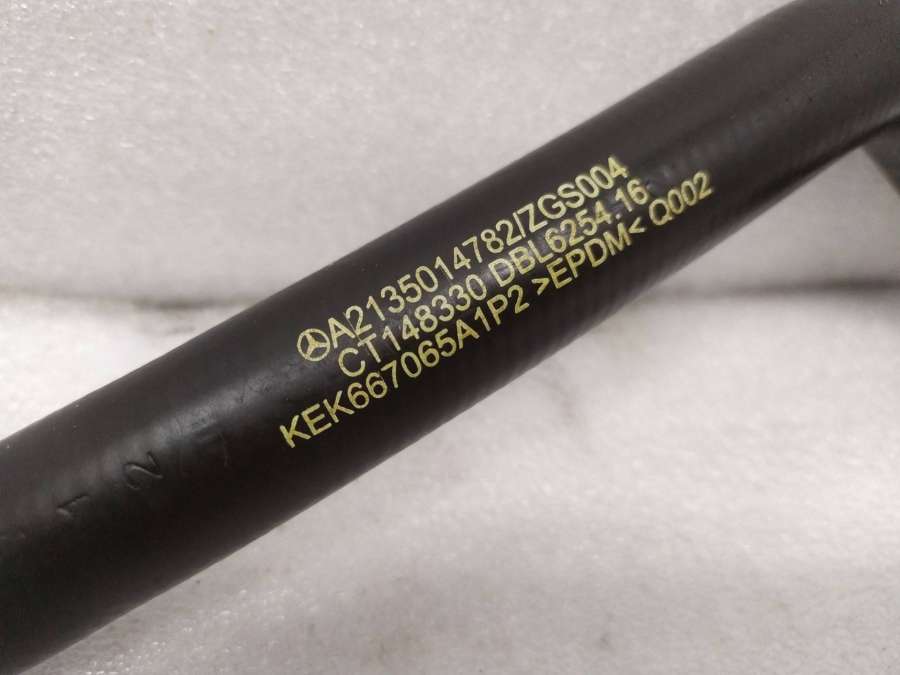 A2135014782/ZGS004
CT148330 DBL6254.16
KEK667065A1P2 >EPDM< Q002